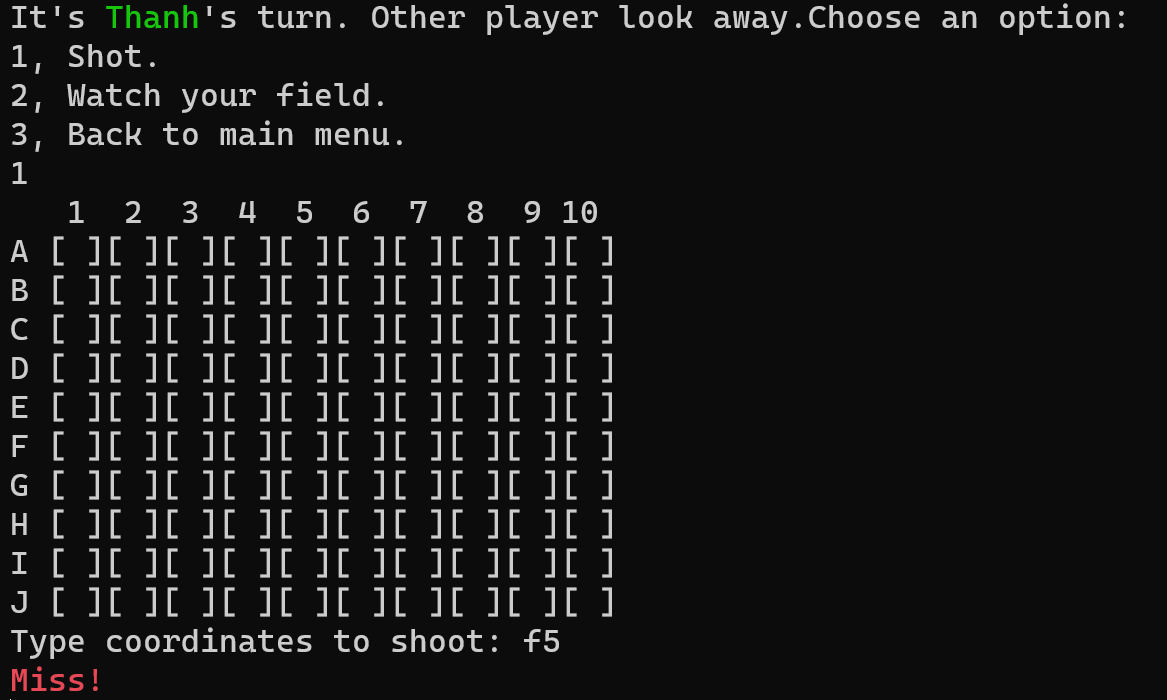 It's Thanh's turn. Other player look away.Choose an option:
1, Shot.
2, Watch your field.
3, Back to main menu.
1
   1  2  3  4  5  6  7  8  9 10
A [ ][ ][ ][ ][ ][ ][ ][ ][ ][ ]
B [ ][ ][ ][ ][ ][ ][ ][ ][ ][ ]
C [ ][ ][ ][ ][ ][ ][ ][ ][ ][ ]
D [ ][ ][ ][ ][ ][ ][ ][ ][ ][ ]
E [ ][ ][ ][ ][ ][ ][ ][ ][ ][ ]
F [ ][ ][ ][ ][ ][ ][ ][ ][ ][ ]
G [ ][ ][ ][ ][ ][ ][ ][ ][ ][ ]
H [ ][ ][ ][ ][ ][ ][ ][ ][ ][ ]
I [ ][ ][ ][ ][ ][ ][ ][ ][ ][ ]
J [ ][ ][ ][ ][ ][ ][ ][ ][ ][ ]
Type coordinates to shoot: f5
Miss!